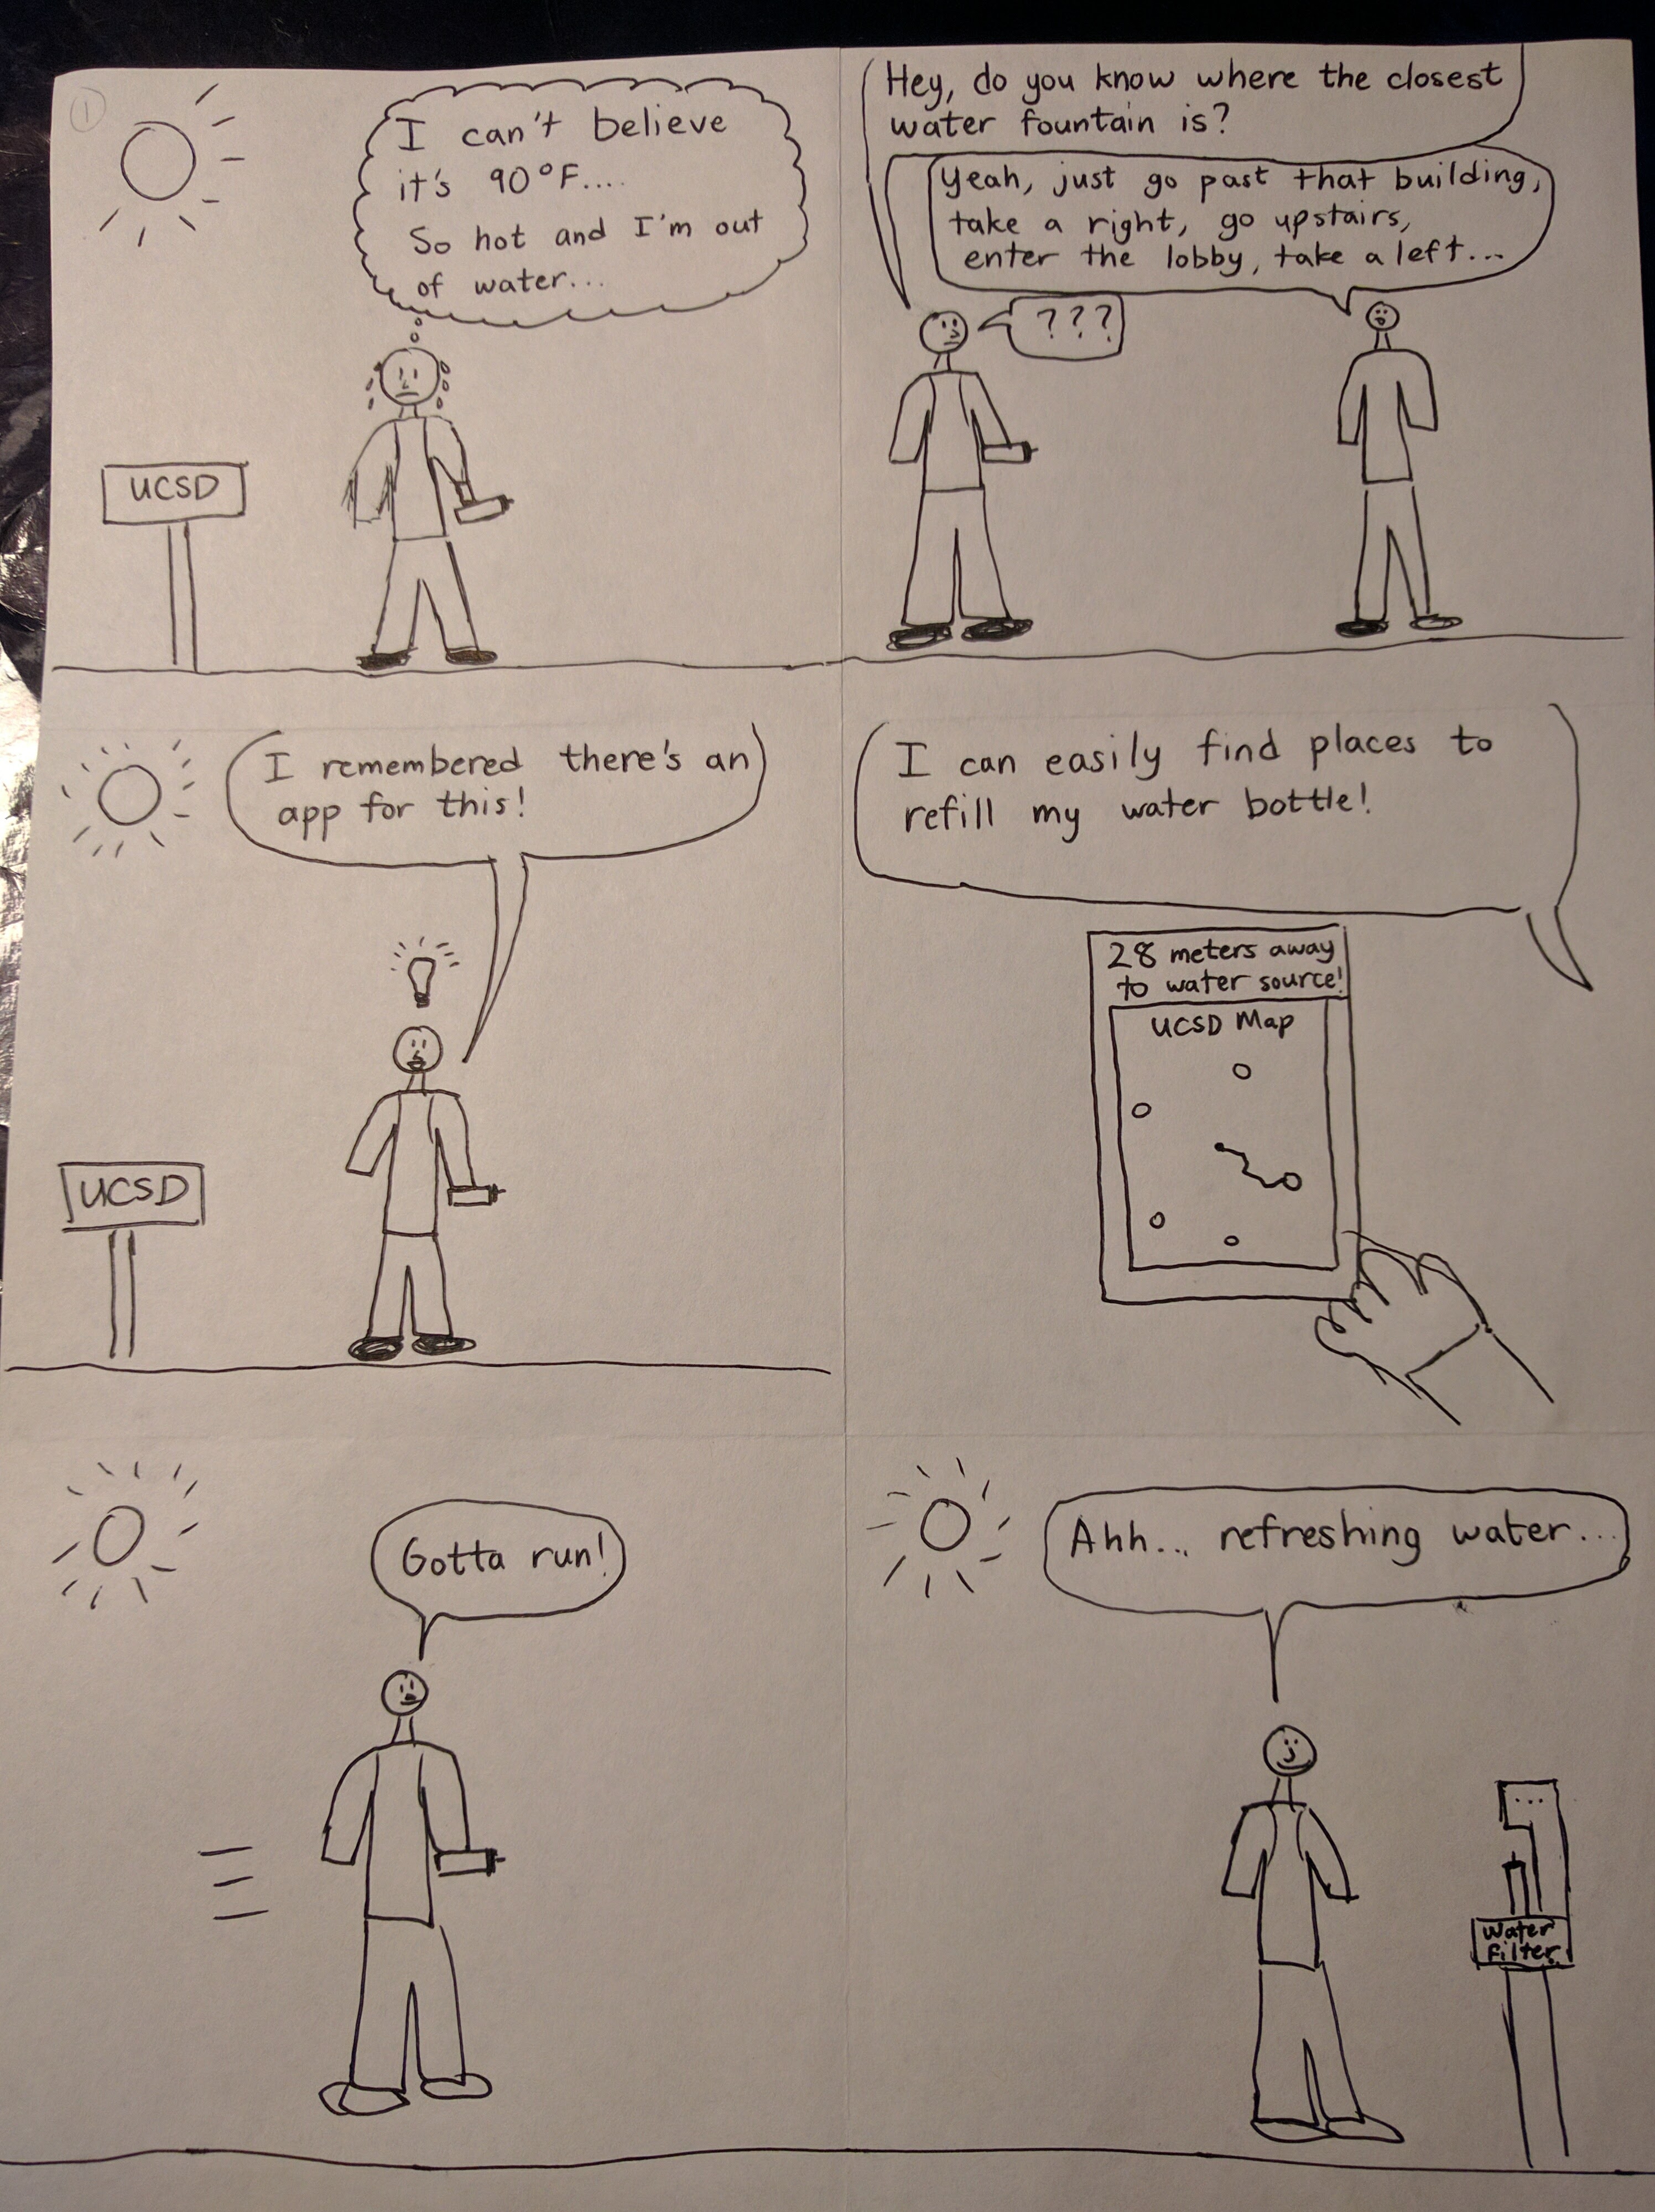 1
I can't believe
it's 90°F....
So hot and I'm out
of water...
UCSD
Hey, do you know where the closest
water fountain is?
Yeah, just go past that building,
take a right, go upstairs,
enter the lobby, take a left...
???
I remembered there's an
app for this!
UCSD
I can easily find places to
refill my water bottle!
28 meters away
to water source!
UCSD Map
Gotta run!
Ahh... refreshing water...
...
Water
Filter